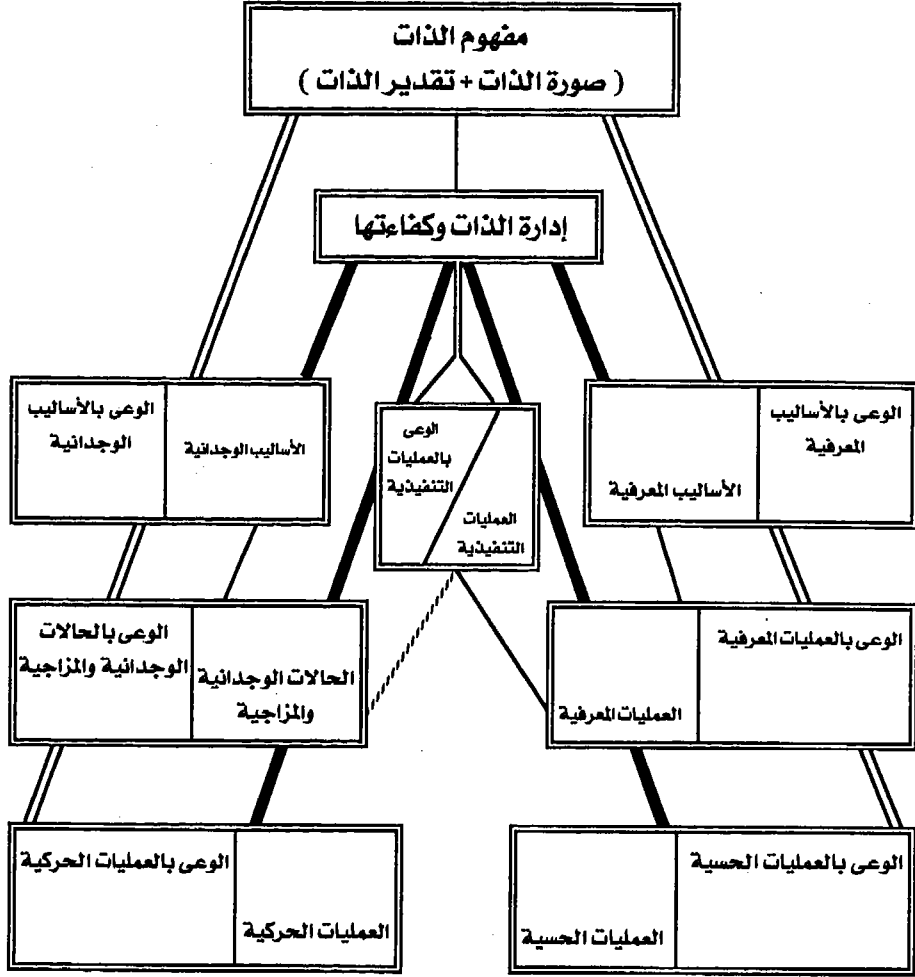 مفهوم الذات
( صورة الذات + تقدير الذات )
إدارة الذات وكفاءتها
الوعى بالأساليب
المعرفية
الأساليب المعرفية
الوعى
بالعمليات
التنفيذية
العمليات
التنفيذية
الأساليب الوجدانية
الوعى بالأساليب
الوجدانية
الوعى بالعمليات المعرفية
العمليات المعرفية
الحالات الوجدانية
والمزاجية
الوعى بالحالات
الوجدانية والمزاجية
الوعى بالعمليات الحسية
العمليات الحسية
العمليات الحركية
الوعى بالعمليات الحركية